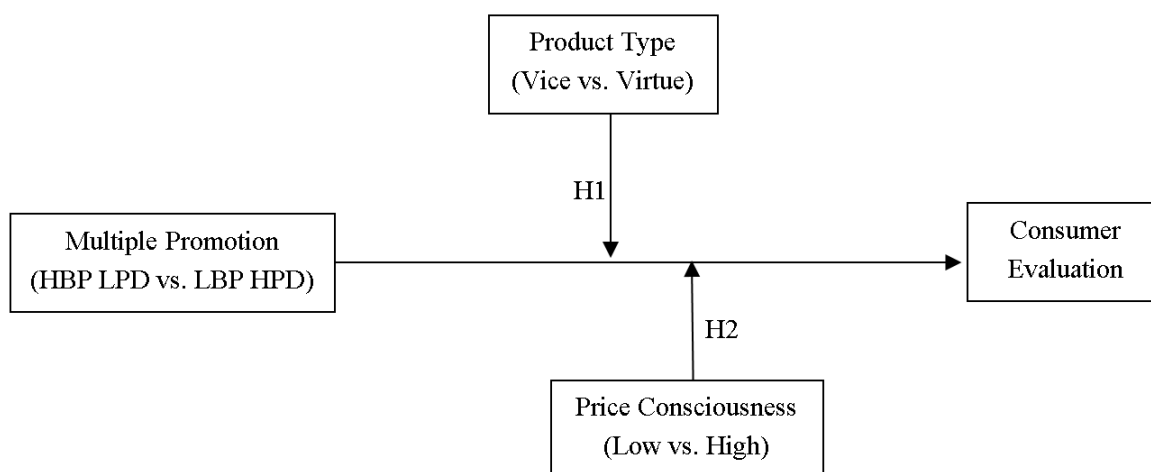 Product Type
(Vice vs. Virtue)
H1
Multiple Promotion
(HBP LPD vs. LBP HPD)
Consumer
Evaluation
H2
Price Consciousness
(Low vs. High)